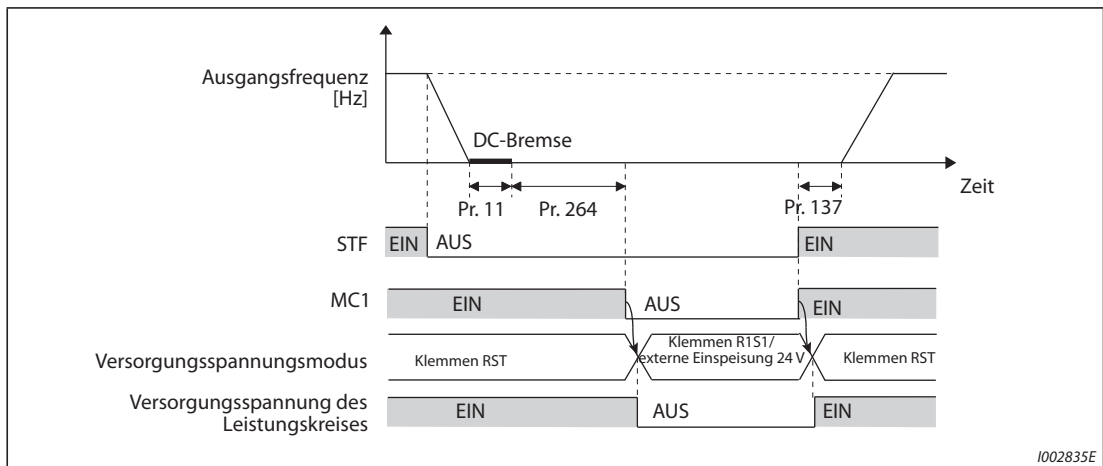 Ausgangsfrequenz
[Hz]
DC-Bremse
Zeit
Pr. 11
Pr. 264
Pr. 137
STF
EIN
AUS
EIN
MC1
EIN
AUS
EIN
Versorgungsspannungsmodus
Klemmen RST
Klemmen R1S1/
externe Einspeisung 24 V
Klemmen RST
Versorgungsspannung des
Leistungskreises
EIN
AUS
EIN
I002835E